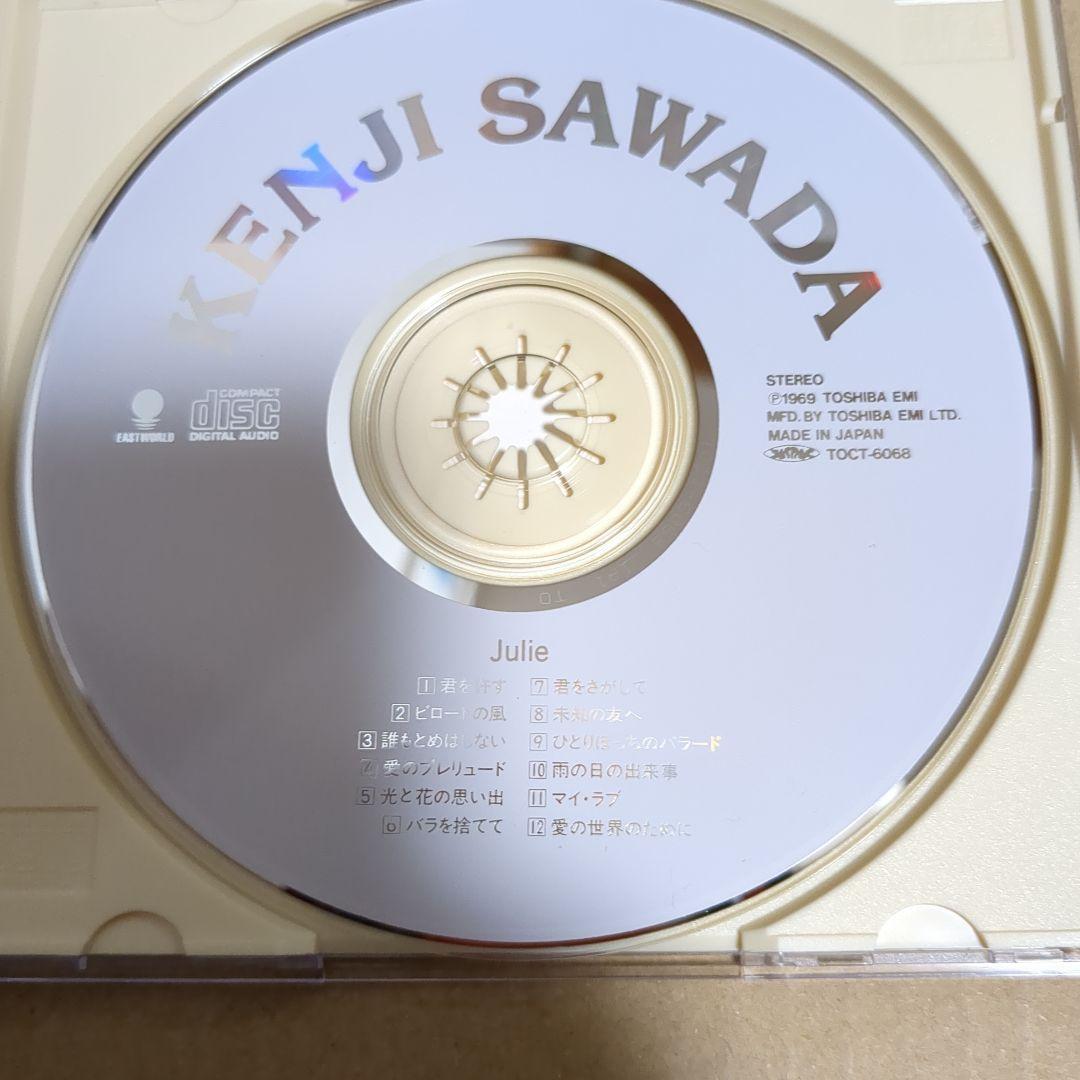 KENJI SAWADA
EASTWORLD
COMPACT
disc
DIGITAL AUDIO
STEREO
Ⓟ1969 TOSHIBA EMI
MFD. BY TOSHIBA EMI LTD.
MADE IN JAPAN
JASRAC TOCT-6068
TO
Julie
1 君を許す
2 ビロードの風
3 誰もとめはしない
4 愛のプレリュード
5 光と花の思い出
6 バラを捨てて
7 君をさがして
8 未知の友へ
9 ひとりぼっちのバラード
10 雨の日の出来事
11 マイ・ラブ
12 愛の世界のために